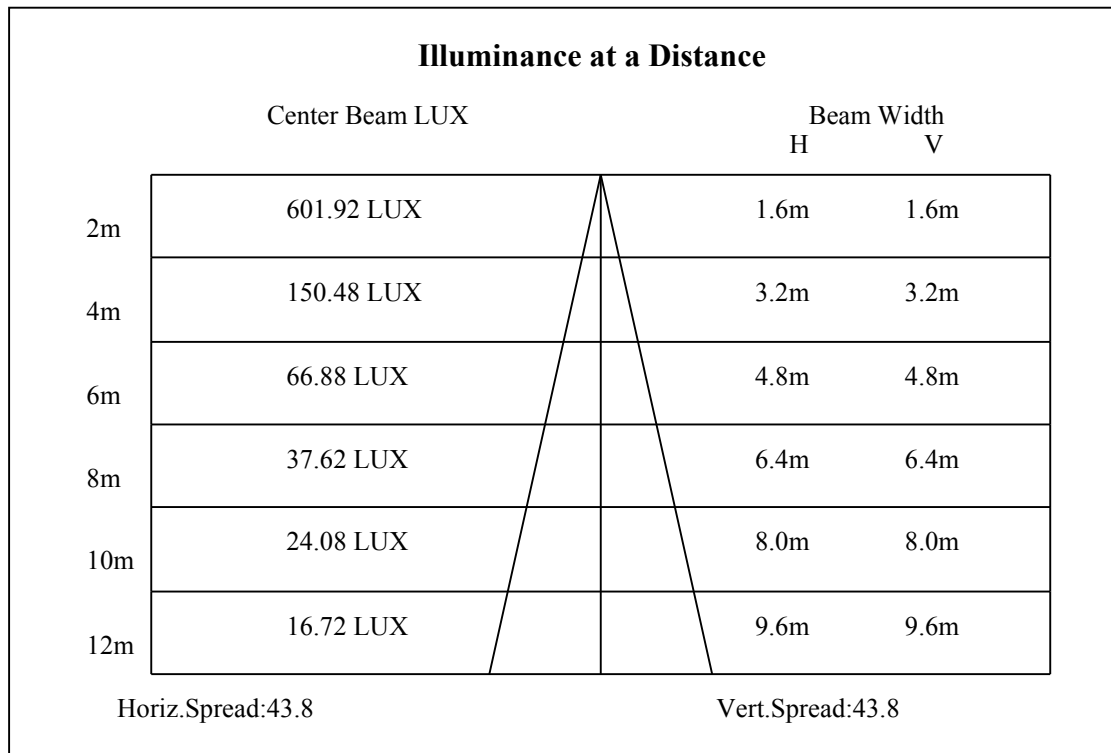 Illuminance at a Distance
Center Beam LUX Beam Width
H V
601.92 LUX 1.6m 1.6m
2m
150.48 LUX 3.2m 3.2m
4m
66.88 LUX 4.8m 4.8m
6m
37.62 LUX 6.4m 6.4m
8m
24.08 LUX 8.0m 8.0m
10m
16.72 LUX 9.6m 9.6m
12m
Horiz.Spread:43.8 Vert.Spread:43.8